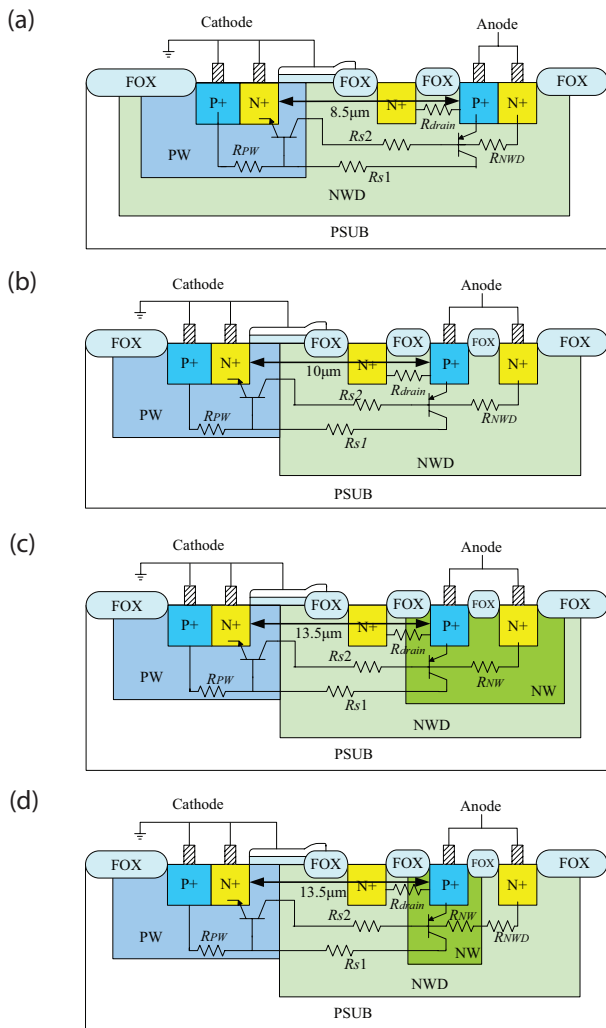 (a)
Cathode
Anode
FOX FOX FOX FOX
P+ N+ N+ P+ N+
8.5μm
Rdrain
Rs2
PW
RPW
RNWD
Rs1
NWD
PSUB
(b)
Cathode
Anode
FOX FOX FOX FOX FOX
P+ N+ N+ P+ N+
10μm
Rdrain
Rs2
PW
RPW
RNWD
Rs1
NWD
PSUB
(c)
Cathode
Anode
FOX FOX FOX FOX FOX
P+ N+ N+ P+ N+
13.5μm
Rdrain
Rs2
PW
RPW
RNW
Rs1
NW
NWD
PSUB
(d)
Cathode
Anode
FOX FOX FOX FOX FOX
P+ N+ N+ P+ N+
13.5μm
Rdrain
Rs2
RNW
PW
RPW
RNWD
Rs1
NW
NWD
PSUB